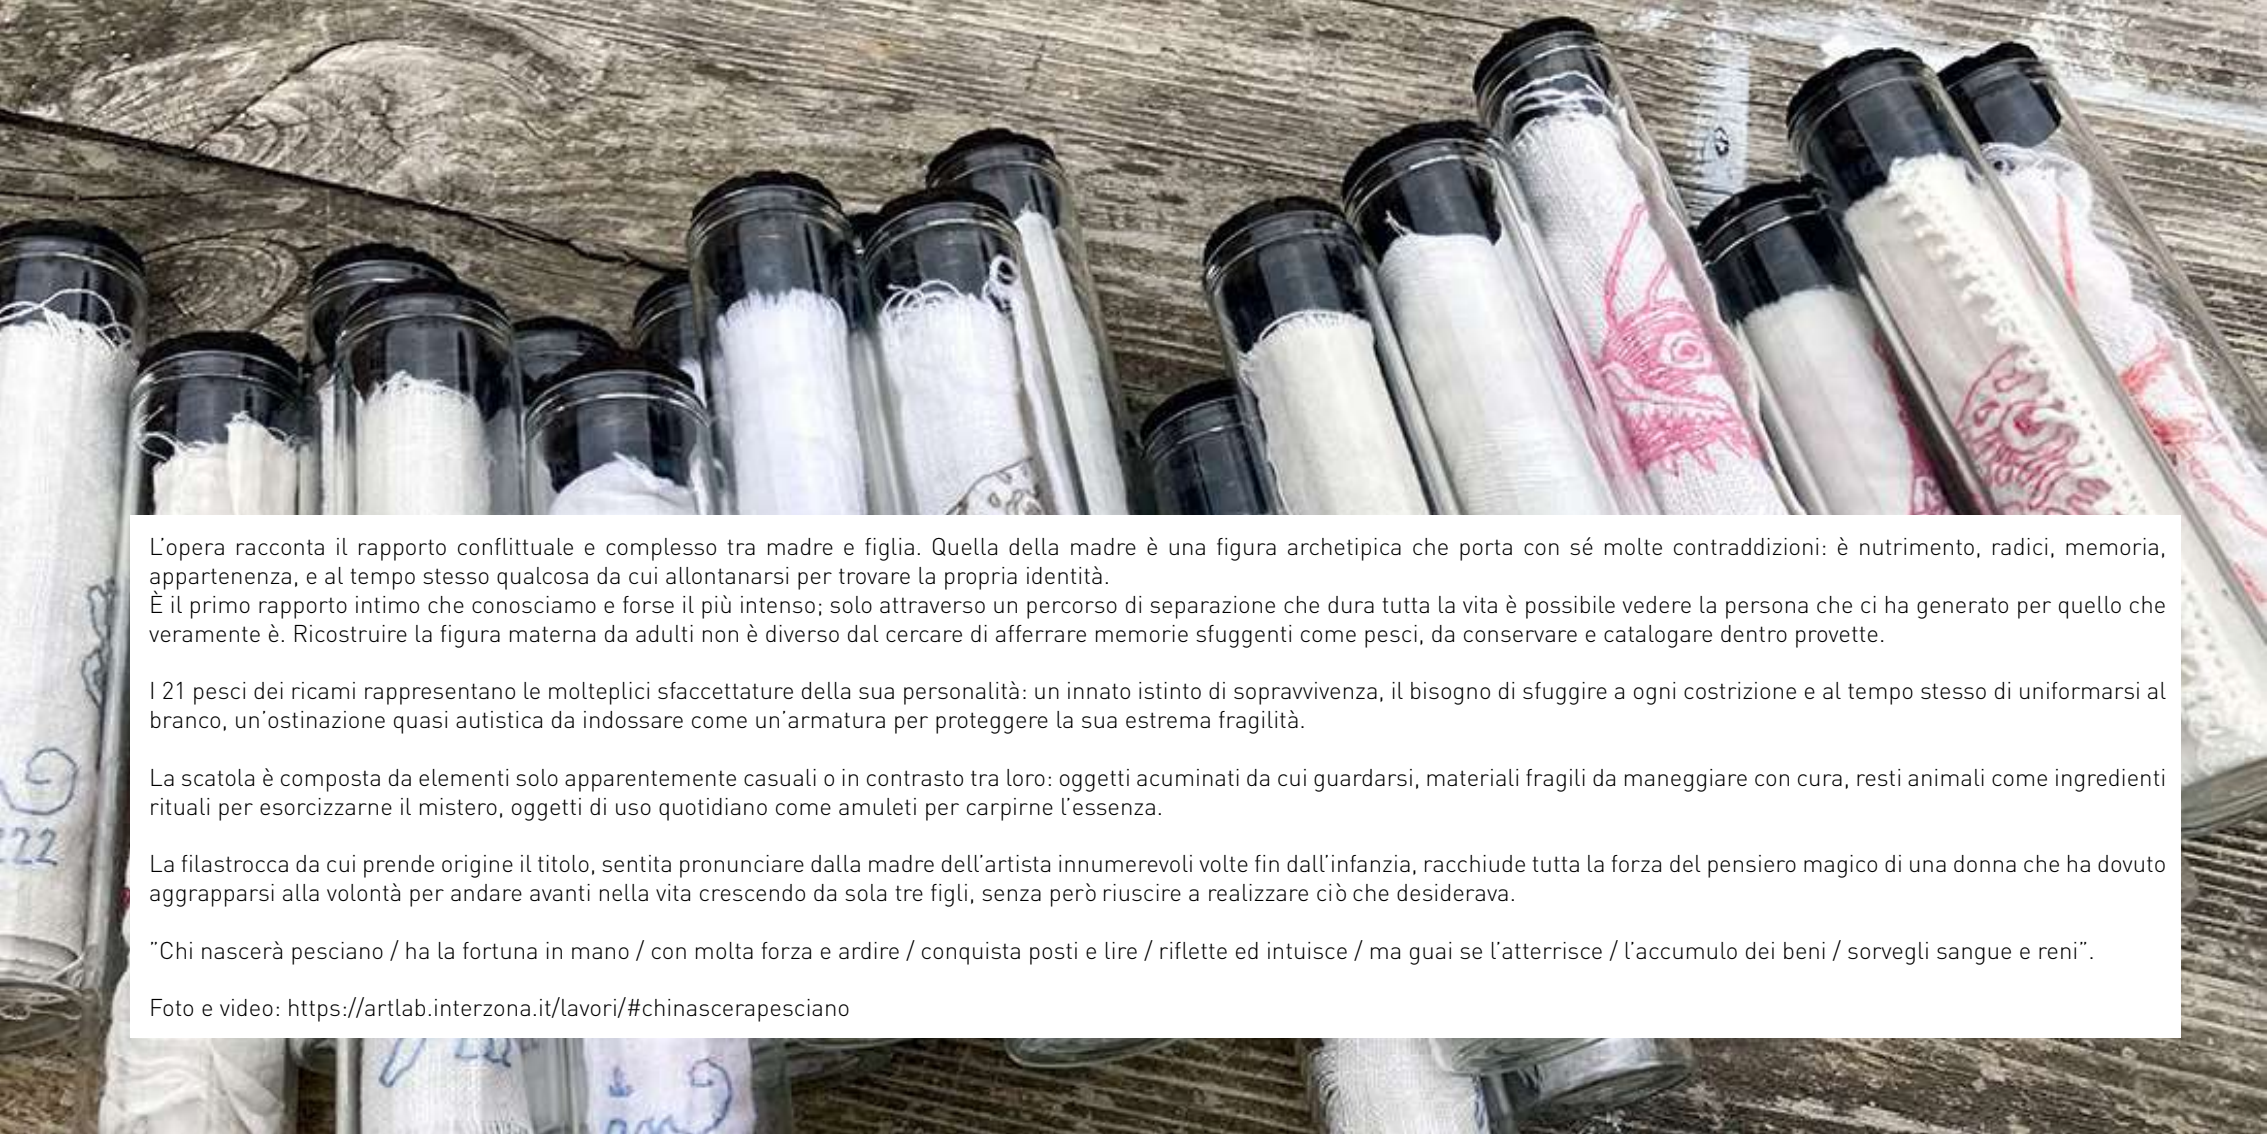 L'opera racconta il rapporto conflittuale e complesso tra madre e figlia. Quella della madre è una figura archetipica che porta con sé molte contraddizioni: è nutrimento, radici, memoria,
appartenenza, e al tempo stesso qualcosa da cui allontanarsi per trovare la propria identità.
È il primo rapporto intimo che conosciamo e forse il più intenso; solo attraverso un percorso di separazione che dura tutta la vita è possibile vedere la persona che ci ha generato per quello che
veramente è. Ricostruire la figura materna da adulti non è diverso dal cercare di afferrare memorie sfuggenti come pesci, da conservare e catalogare dentro provette.
I 21 pesci dei ricami rappresentano le molteplici sfaccettature della sua personalità: un innato istinto di sopravvivenza, il bisogno di sfuggire a ogni costrizione e al tempo stesso di uniformarsi al
branco, un'ostinazione quasi autistica da indossare come un'armatura per proteggere la sua estrema fragilità.
La scatola è composta da elementi solo apparentemente casuali o in contrasto tra loro: oggetti acuminati da cui guardarsi, materiali fragili da maneggiare con cura, resti animali come ingredienti
rituali per esorcizzarne il mistero, oggetti di uso quotidiano come amuleti per carpirne l'essenza.
La filastrocca da cui prende origine il titolo, sentita pronunciare dalla madre dell'artista innumerevoli volte fin dall'infanzia, racchiude tutta la forza del pensiero magico di una donna che ha dovuto
aggrapparsi alla volontà per andare avanti nella vita crescendo da sola tre figli, senza però riuscire a realizzare ciò che desiderava.
"Chi nascerà pesciano / ha la fortuna in mano / con molta forza e ardire / conquista posti e lire / riflette ed intuisce / ma guai se l'atterrisce / l'accumulo dei beni / sorvegli sangue e reni".
Foto e video: https://artlab.interzona.it/lavori/#chinascerapesciano
222